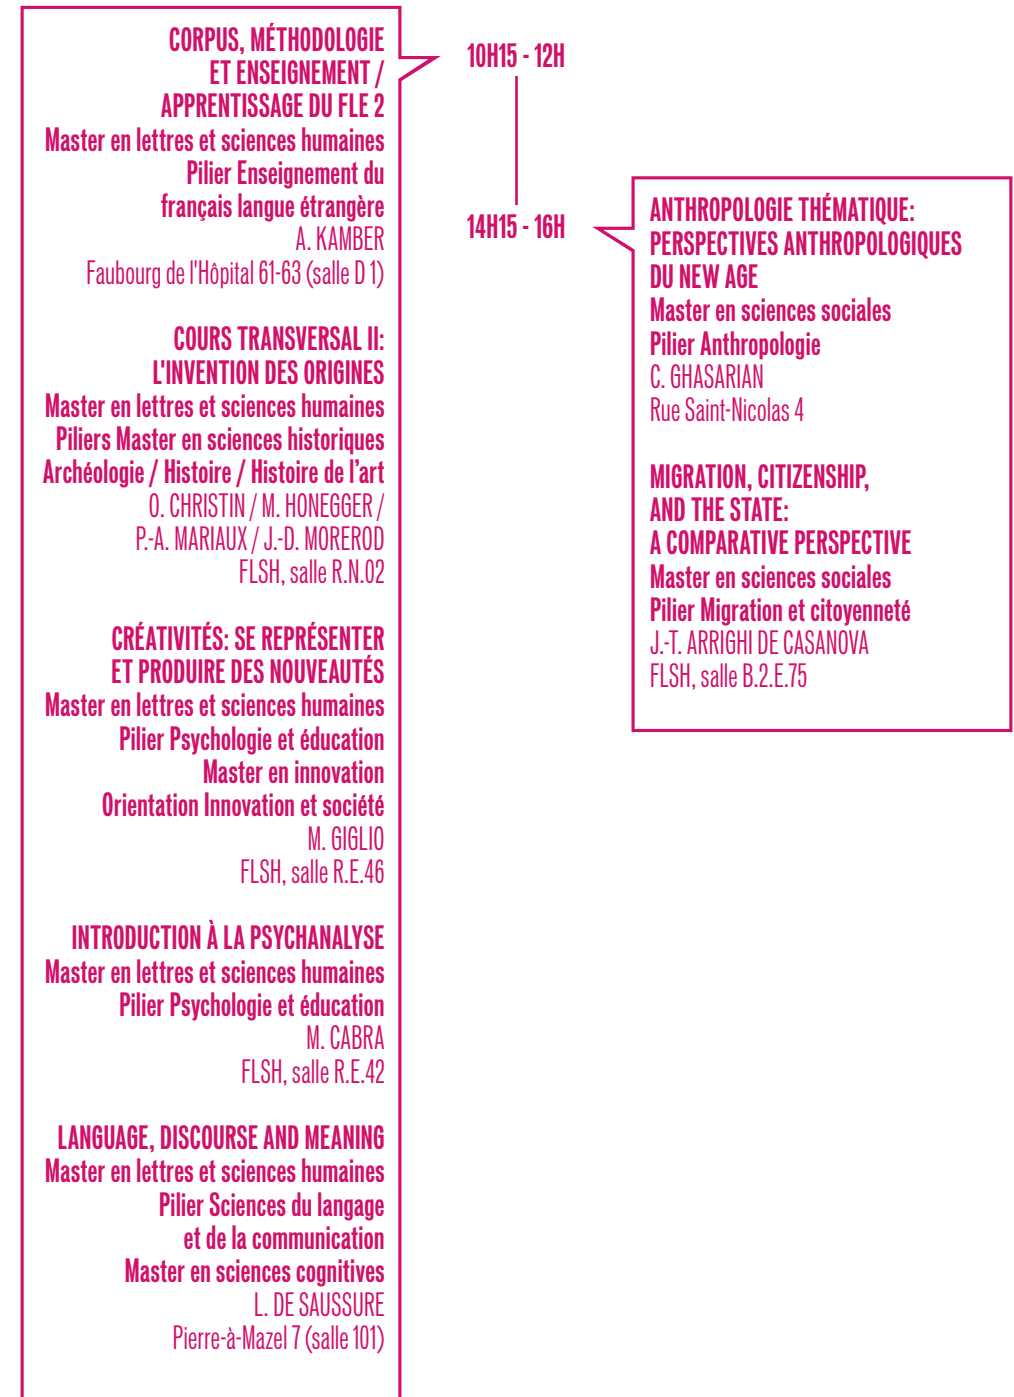 CORPUS, MÉTHODOLOGIE
ET ENSEIGNEMENT /
APPRENTISSAGE DU FLE 2
Master en lettres et sciences humaines
Pilier Enseignement du
français langue étrangère
A. KAMBER
Faubourg de l'Hôpital 61-63 (salle D 1)
COURS TRANSVERSAL II:
L'INVENTION DES ORIGINES
Master en lettres et sciences humaines
Piliers Master en sciences historiques
Archéologie / Histoire / Histoire de l’art
O. CHRISTIN / M. HONEGGER /
P.-A. MARIAUX / J.-D. MOREROD
FLSH, salle R.N.02
CRÉATIVITÉS: SE REPRÉSENTER
ET PRODUIRE DES NOUVEAUTÉS
Master en lettres et sciences humaines
Pilier Psychologie et éducation
Master en innovation
Orientation Innovation et société
M. GIGLIO
FLSH, salle R.E.46
INTRODUCTION À LA PSYCHANALYSE
Master en lettres et sciences humaines
Pilier Psychologie et éducation
M. CABRA
FLSH, salle R.E.42
LANGUAGE, DISCOURSE AND MEANING
Master en lettres et sciences humaines
Pilier Sciences du langage
et de la communication
Master en sciences cognitives
L. DE SAUSSURE
Pierre-à-Mazel 7 (salle 101)
10H15 - 12H
14H15 - 16H
ANTHROPOLOGIE THÉMATIQUE:
PERSPECTIVES ANTHROPOLOGIQUES
DU NEW AGE
Master en sciences sociales
Pilier Anthropologie
C. GHASARIAN
Rue Saint-Nicolas 4
MIGRATION, CITIZENSHIP,
AND THE STATE:
A COMPARATIVE PERSPECTIVE
Master en sciences sociales
Pilier Migration et citoyenneté
J.-T. ARRIGHI DE CASANOVA
FLSH, salle B.2.E.75